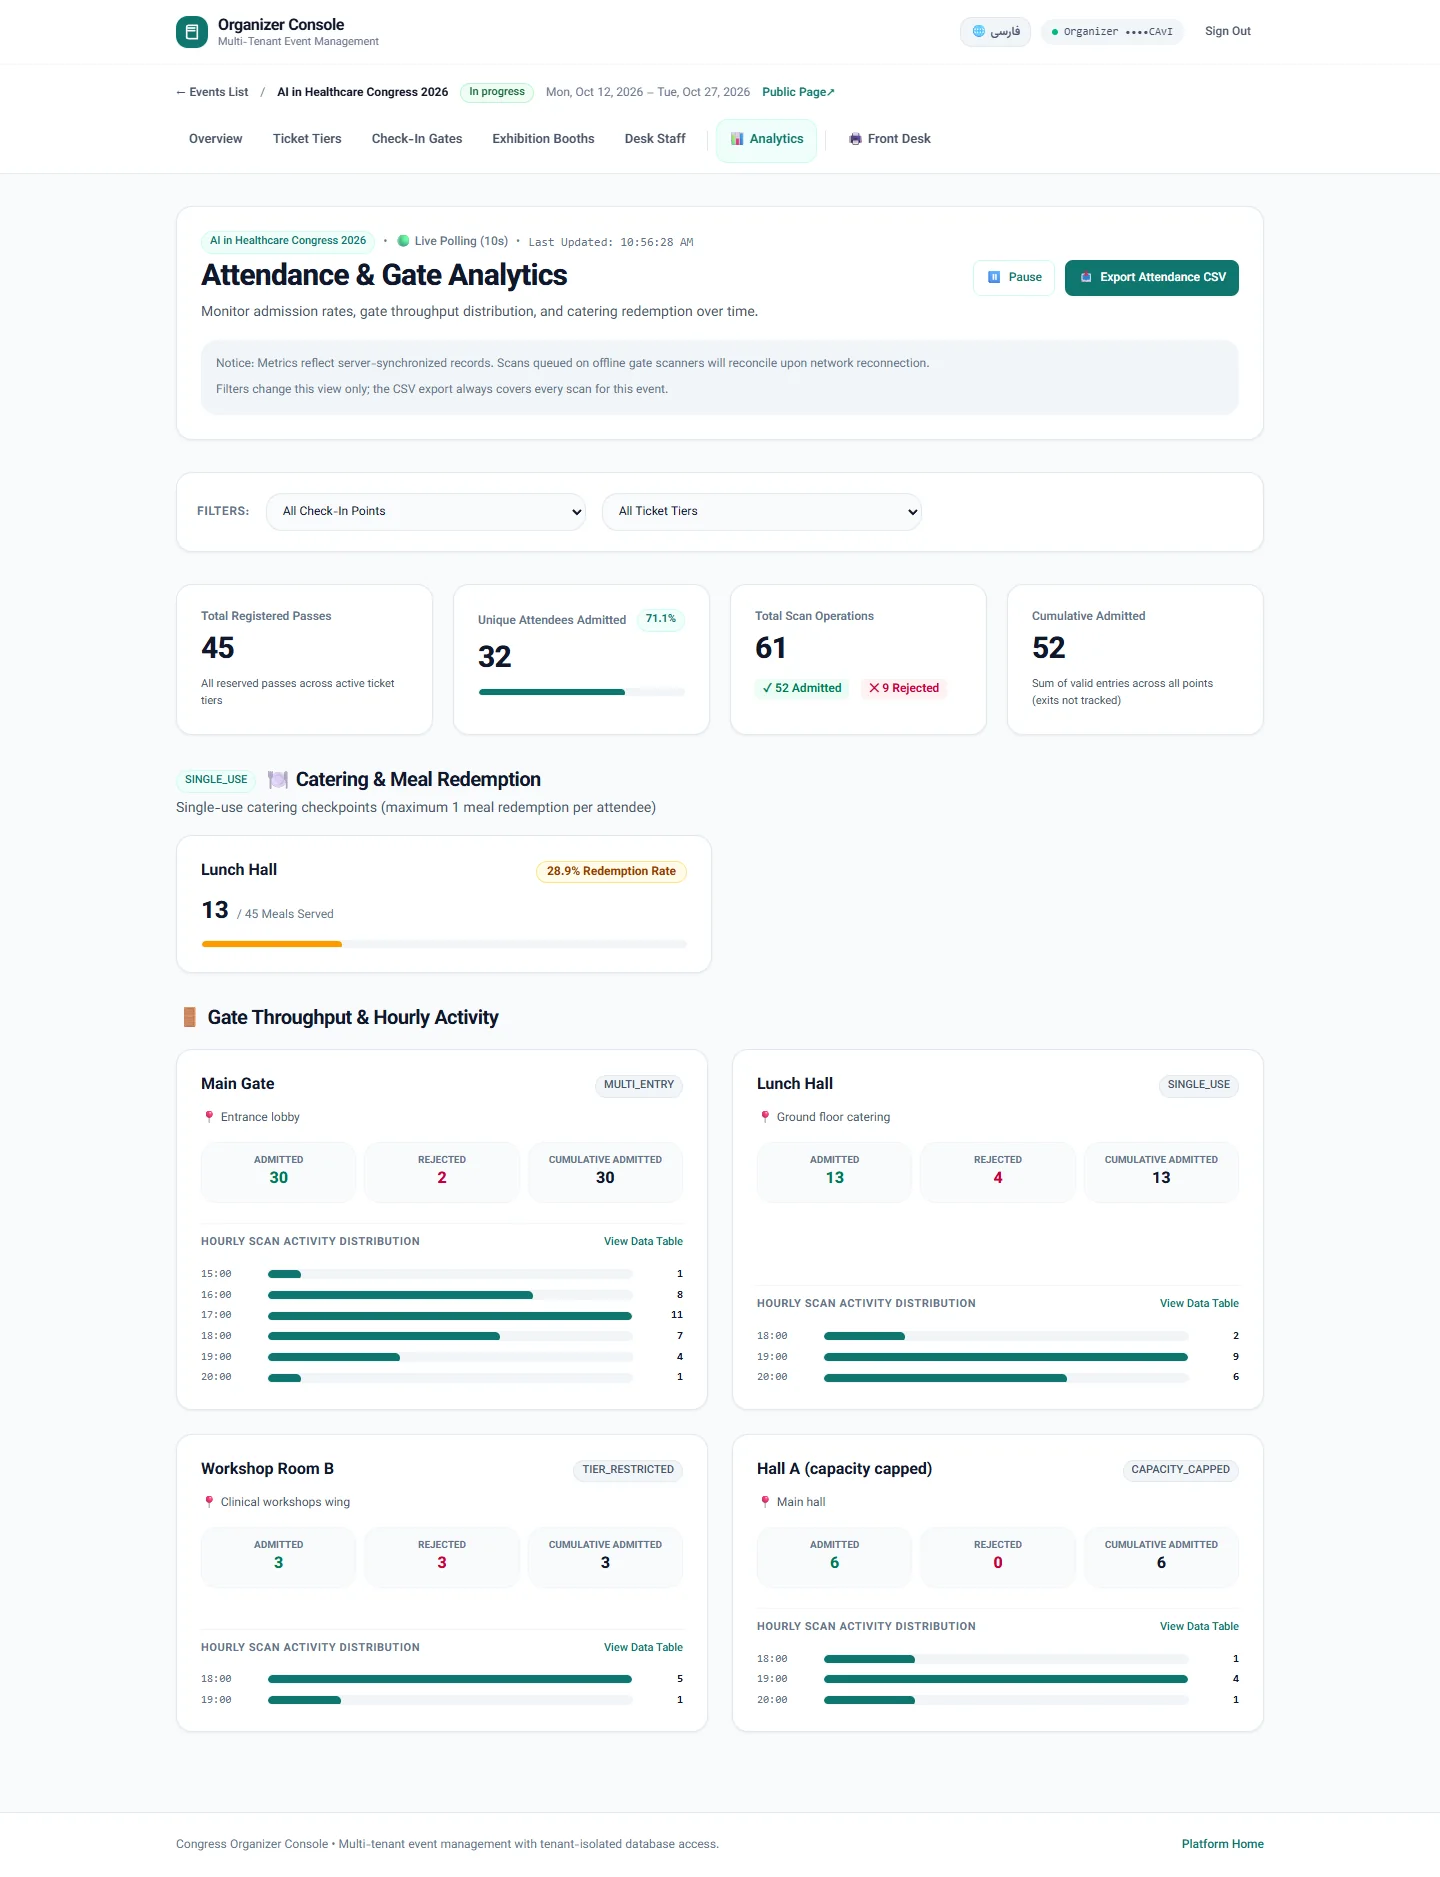 Organizer Console
Multi-Tenant Event Management
فارسی
Organizer ••••CAvI
Sign Out
← Events List / AI in Healthcare Congress 2026 In progress Mon, Oct 12, 2026 – Tue, Oct 27, 2026 Public Page↗
Overview Ticket Tiers Check-In Gates Exhibition Booths Desk Staff Analytics Front Desk
AI in Healthcare Congress 2026 • Live Polling (10s) • Last Updated: 10:56:28 AM
Attendance & Gate Analytics
Pause
Export Attendance CSV
Monitor admission rates, gate throughput distribution, and catering redemption over time.
Notice: Metrics reflect server-synchronized records. Scans queued on offline gate scanners will reconcile upon network reconnection.
Filters change this view only; the CSV export always covers every scan for this event.
FILTERS: All Check-In Points All Ticket Tiers
Total Registered Passes
45
All reserved passes across active ticket
tiers
Unique Attendees Admitted 71.1%
32
Total Scan Operations
61
✓ 52 Admitted ✕ 9 Rejected
Cumulative Admitted
52
Sum of valid entries across all points
(exits not tracked)
SINGLE_USE Catering & Meal Redemption
Single-use catering checkpoints (maximum 1 meal redemption per attendee)
Lunch Hall 28.9% Redemption Rate
13 / 45 Meals Served
Gate Throughput & Hourly Activity
Main Gate MULTI_ENTRY
Entrance lobby
ADMITTED REJECTED CUMULATIVE ADMITTED
30 2 30
HOURLY SCAN ACTIVITY DISTRIBUTION View Data Table
15:00 1
16:00 8
17:00 11
18:00 7
19:00 4
20:00 1
Lunch Hall SINGLE_USE
Ground floor catering
ADMITTED REJECTED CUMULATIVE ADMITTED
13 4 13
HOURLY SCAN ACTIVITY DISTRIBUTION View Data Table
18:00 2
19:00 9
20:00 6
Workshop Room B TIER_RESTRICTED
Clinical workshops wing
ADMITTED REJECTED CUMULATIVE ADMITTED
3 3 3
HOURLY SCAN ACTIVITY DISTRIBUTION View Data Table
18:00 5
19:00 1
Hall A (capacity capped) CAPACITY_CAPPED
Main hall
ADMITTED REJECTED CUMULATIVE ADMITTED
6 0 6
HOURLY SCAN ACTIVITY DISTRIBUTION View Data Table
18:00 1
19:00 4
20:00 1
Congress Organizer Console • Multi-tenant event management with tenant-isolated database access. Platform Home